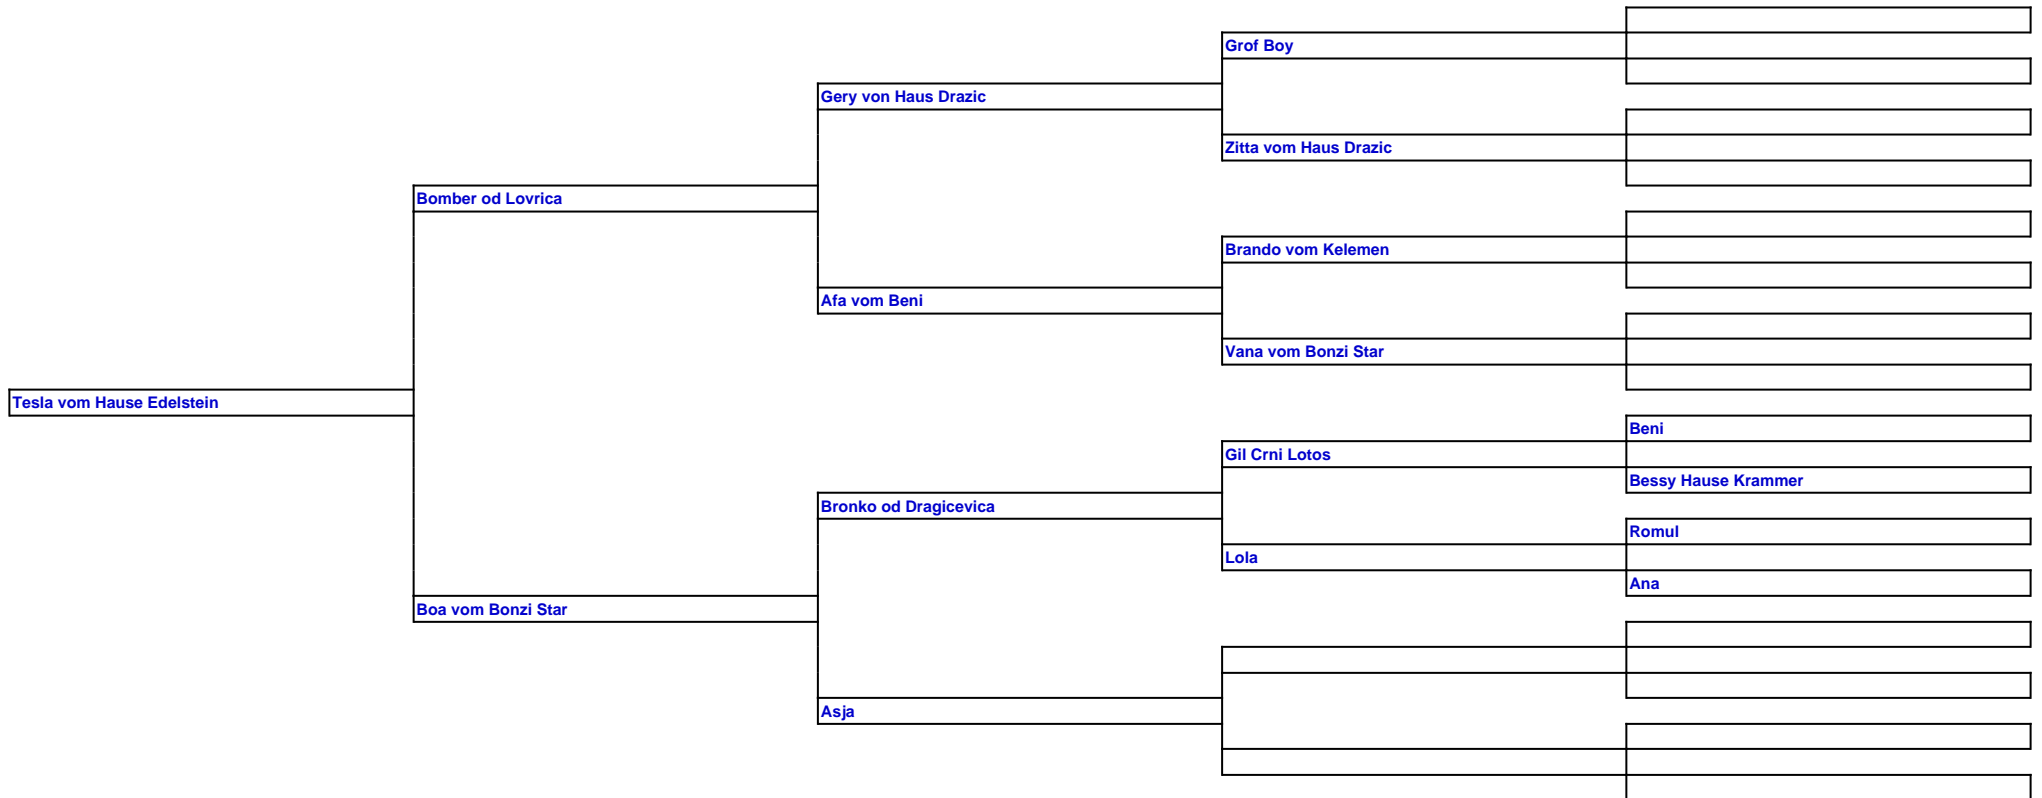 Grof Boy
Gery von Haus Drazic
Zitta vom Haus Drazic
Bomber od Lovrica
Brando vom Kelemen
Afa vom Beni
Vana vom Bonzi Star
Tesla vom Hause Edelstein
Beni
Gil Crni Lotos
Bessy Hause Krammer
Bronko od Dragicevica
Romul
Lola
Ana
Boa vom Bonzi Star
Asja